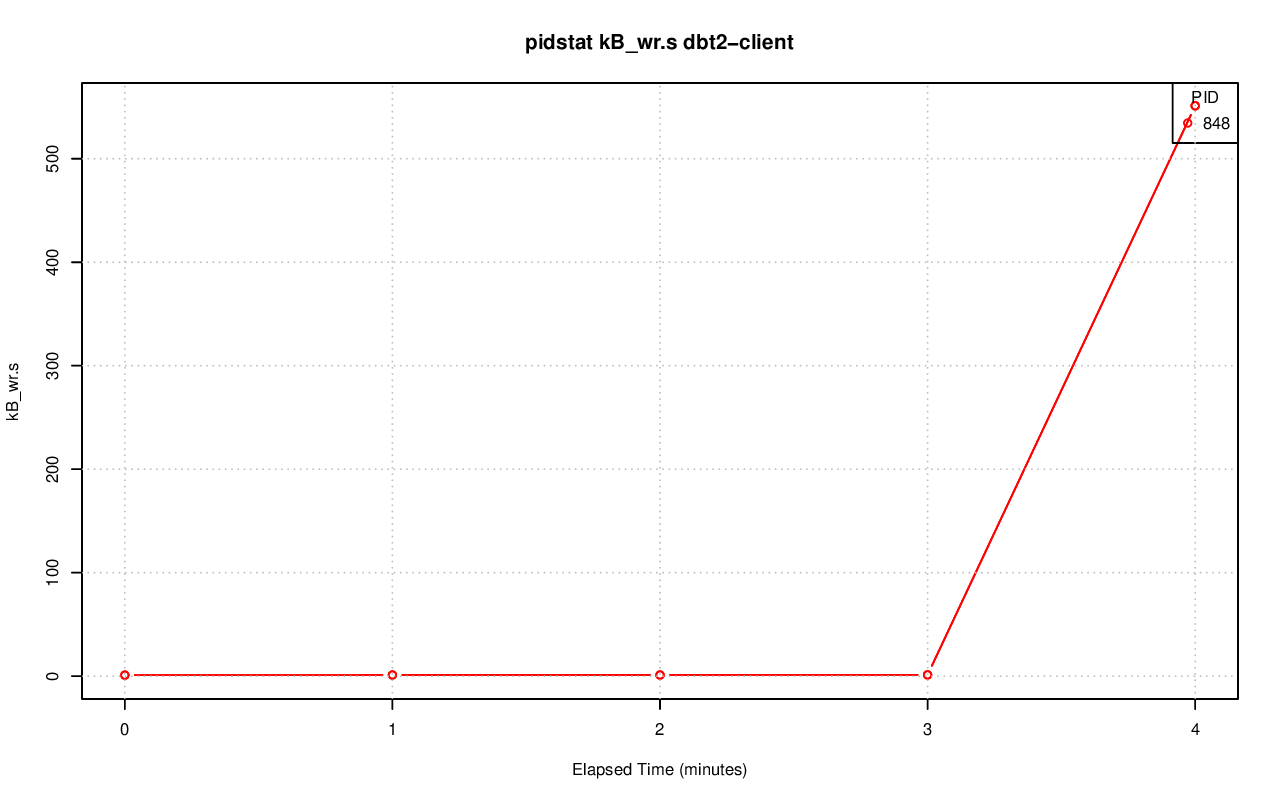 pidstat kB_wr.s dbt2−client
PID
848
kB_wr.s
500
400
300
200
100
0
0 1 2 3 4
Elapsed Time (minutes)